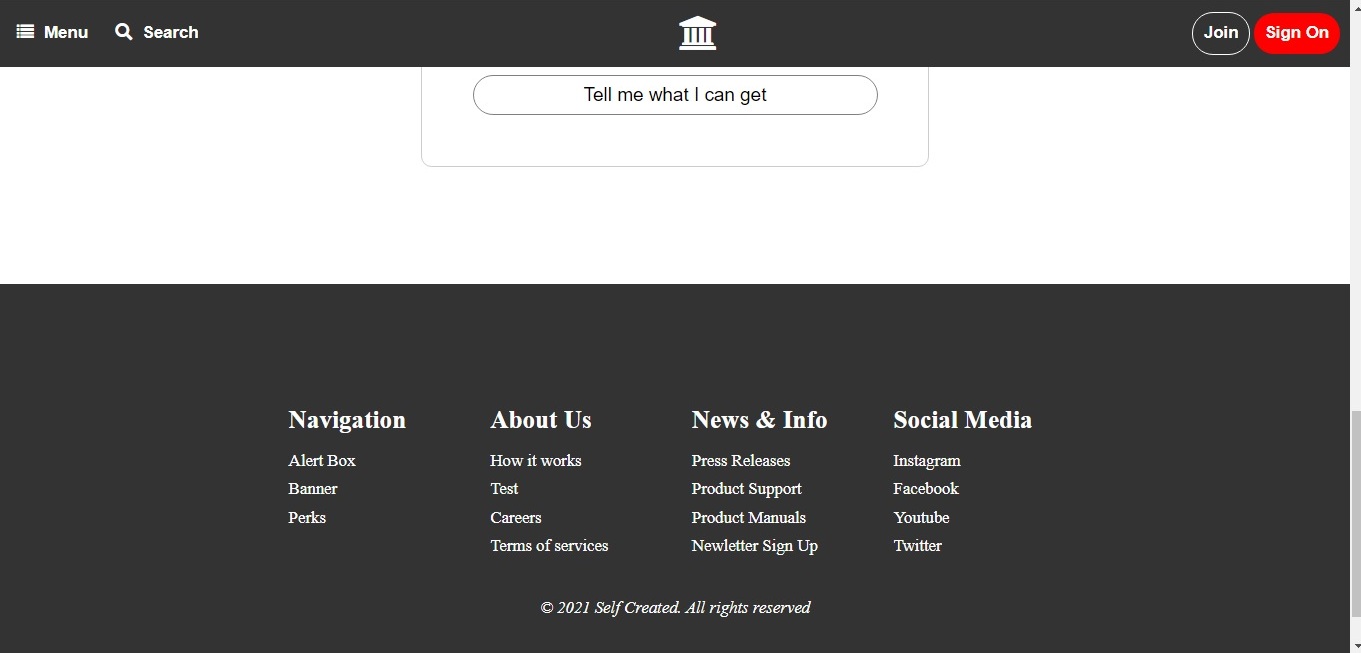 Menu Search Join Sign On
Tell me what I can get
Navigation About Us News & Info Social Media
Alert Box How it works Press Releases Instagram
Banner Test Product Support Facebook
Perks Careers Product Manuals Youtube
Terms of services Newletter Sign Up Twitter
© 2021 Self Created. All rights reserved